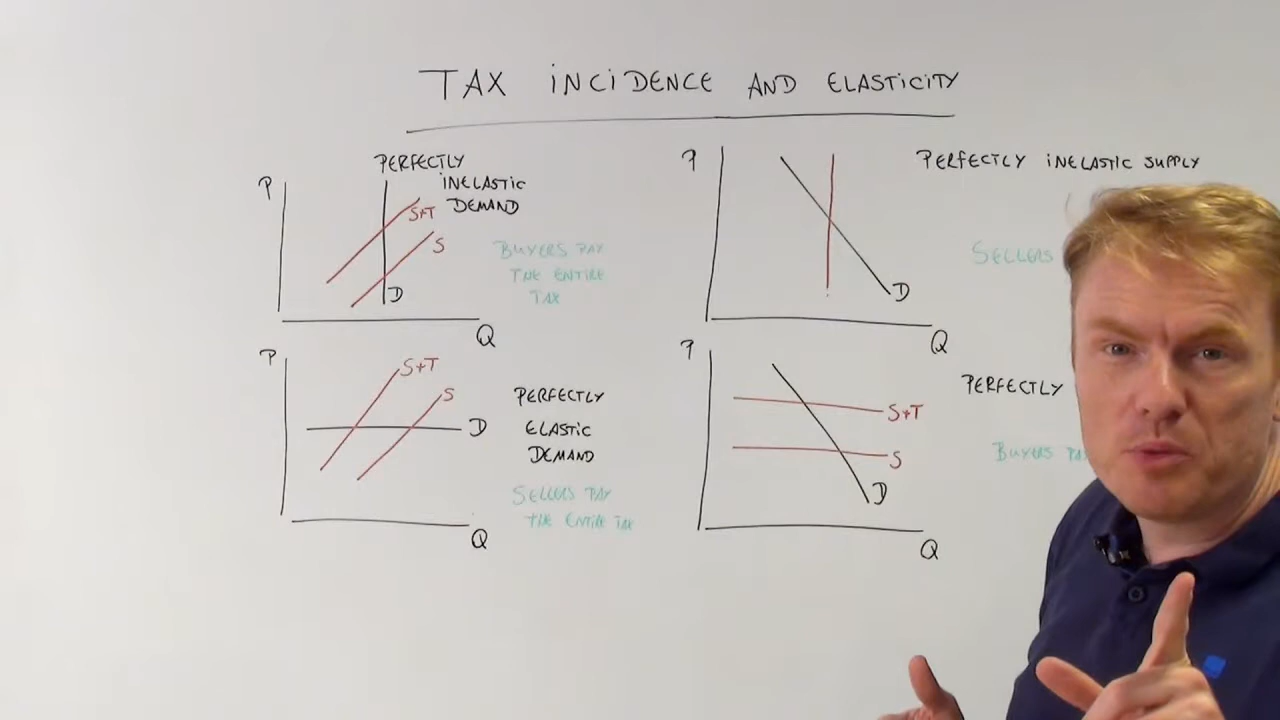 TAX INCIDENCE AND ELASTICITY
PERFECTLY
INELASTIC
DEMAND
P
S+T
S
D
Q
BUYERS PAY
THE ENTIRE
TAX
P
PERFECTLY INELASTIC SUPPLY
D
Q
SELLERS
P
S+T
S
D
Q
PERFECTLY
ELASTIC
DEMAND
SELLERS PAY
THE ENTIRE TAX
P
S+T
S
D
Q
PERFECTLY
BUYERS